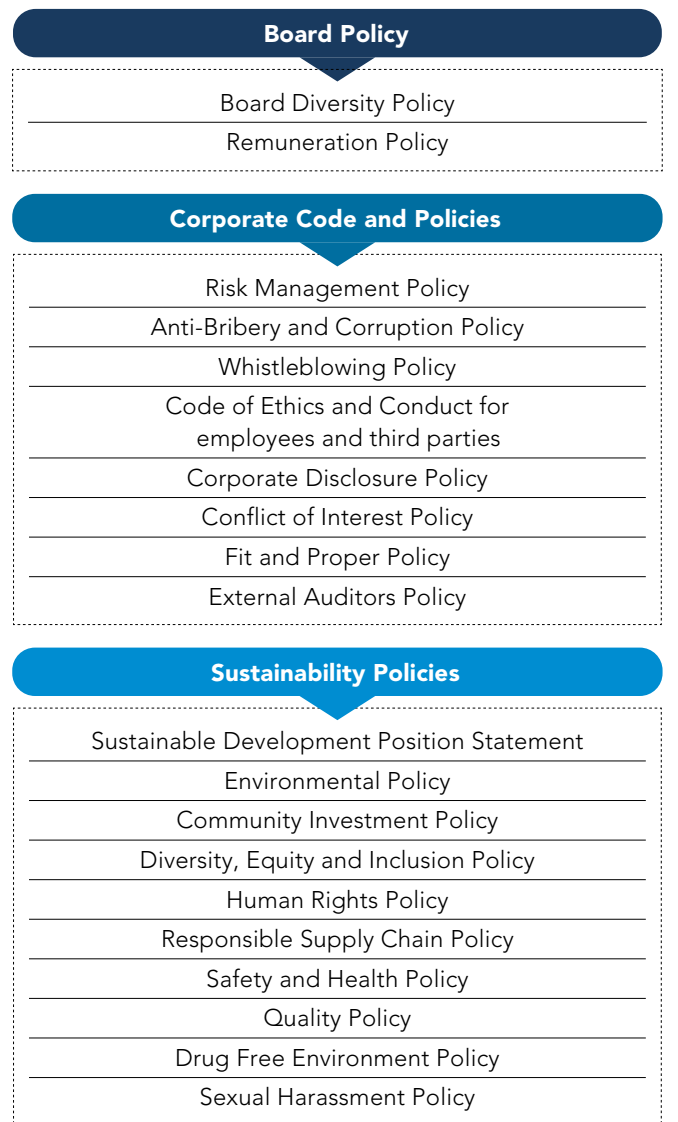 Board Policy
Board Diversity Policy
Remuneration Policy
Corporate Code and Policies
Risk Management Policy
Anti-Bribery and Corruption Policy
Whistleblowing Policy
Code of Ethics and Conduct for
employees and third parties
Corporate Disclosure Policy
Conflict of Interest Policy
Fit and Proper Policy
External Auditors Policy
Sustainability Policies
Sustainable Development Position Statement
Environmental Policy
Community Investment Policy
Diversity, Equity and Inclusion Policy
Human Rights Policy
Responsible Supply Chain Policy
Safety and Health Policy
Quality Policy
Drug Free Environment Policy
Sexual Harassment Policy